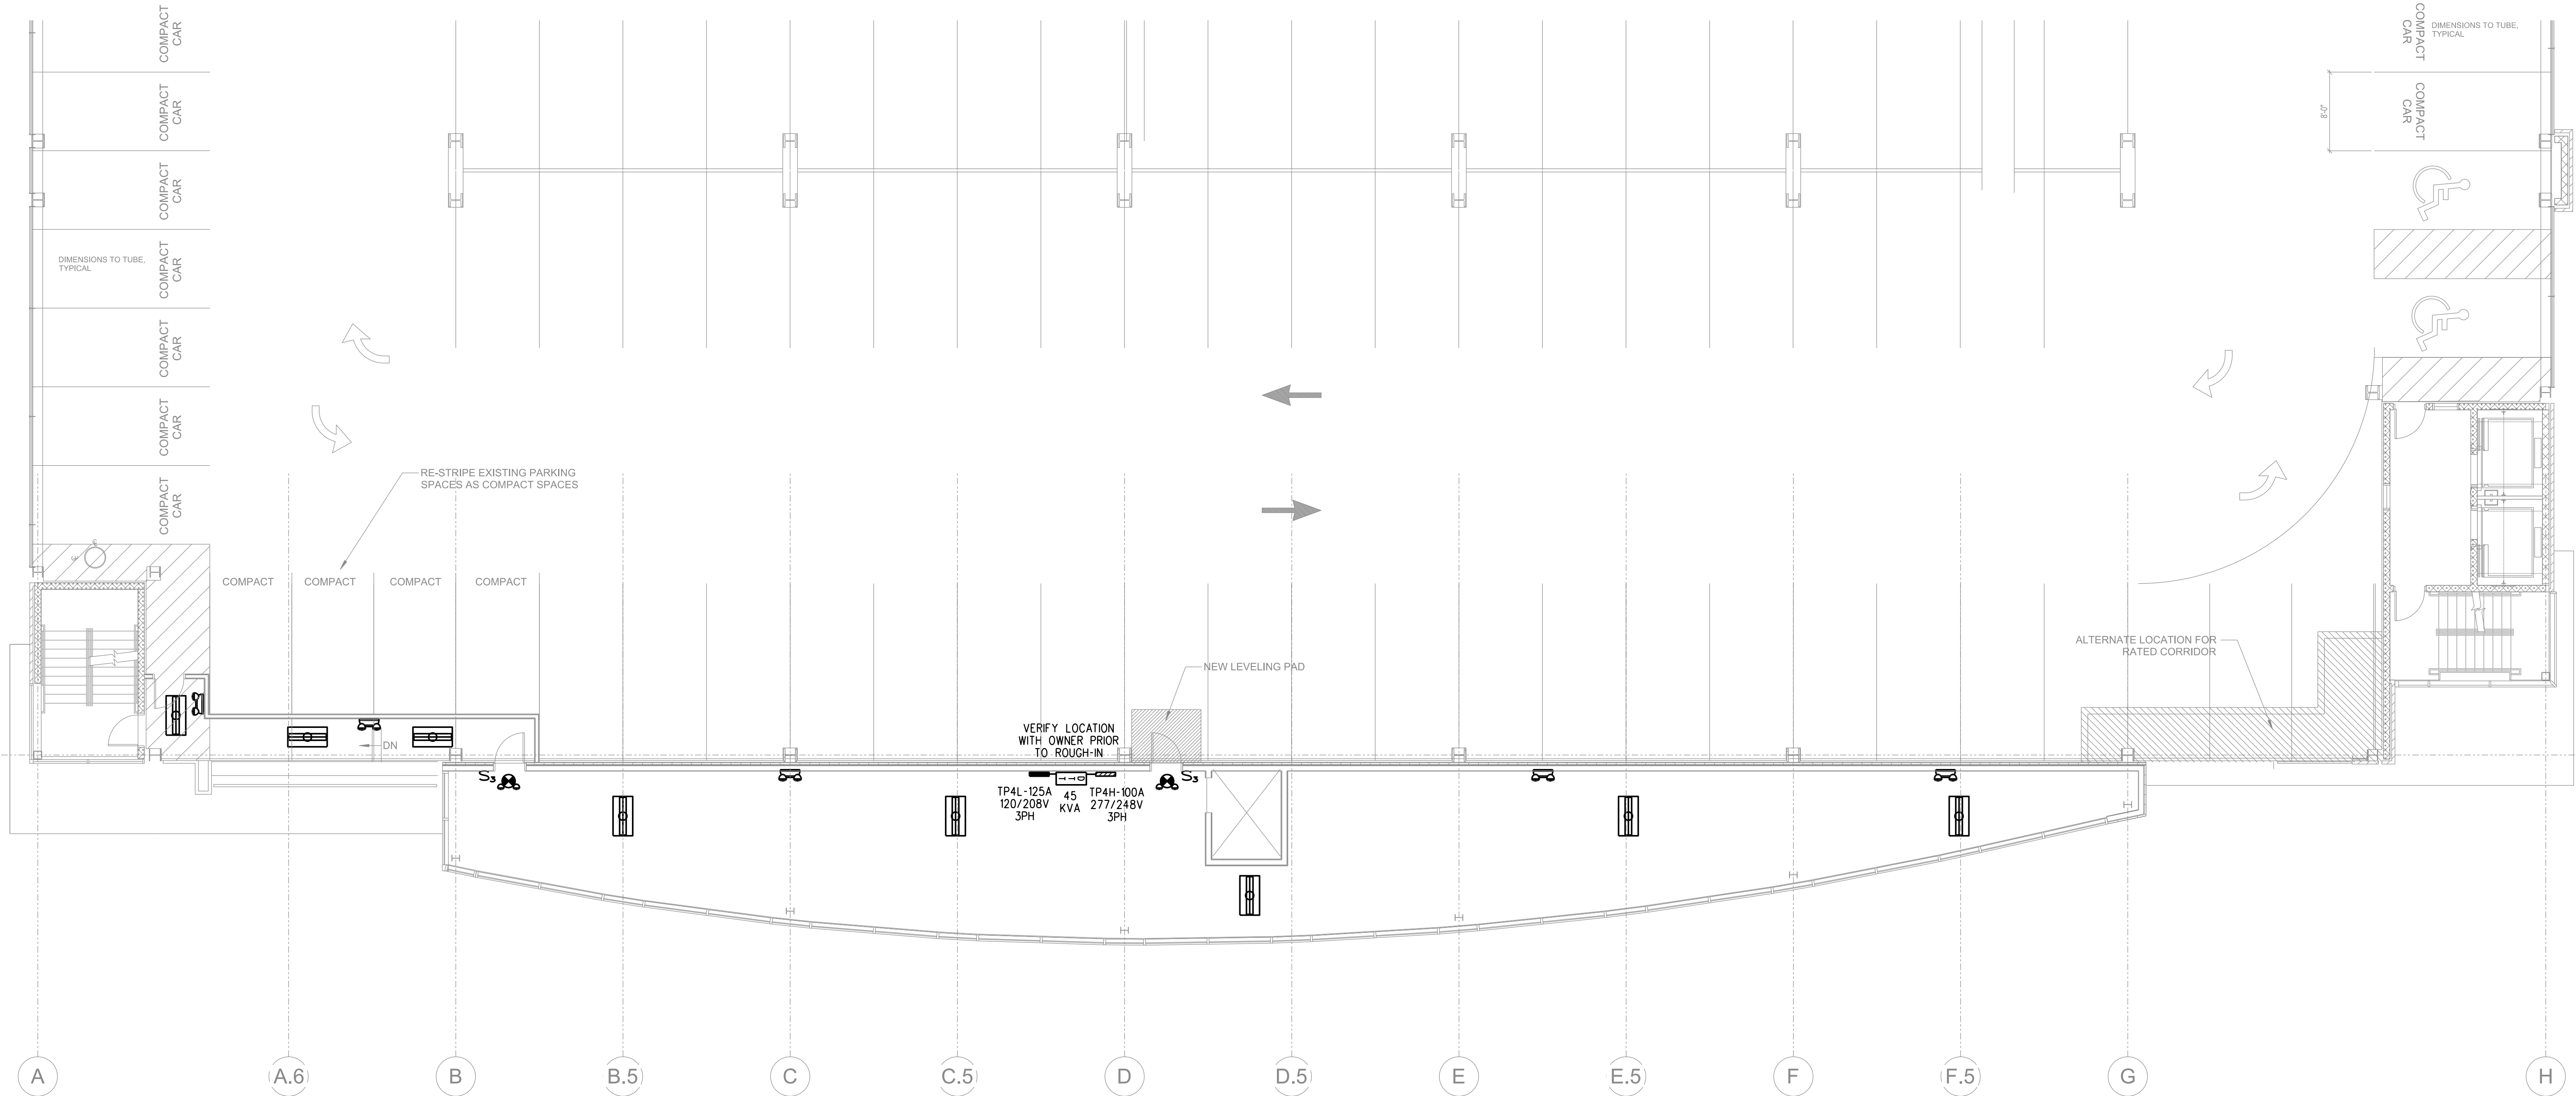 COMPACT
CAR
COMPACT
CAR
COMPACT
CAR
COMPACT
CAR
COMPACT
CAR
COMPACT
CAR
COMPACT
CAR
DIMENSIONS TO TUBE,
TYPICAL
COMPACT
CAR
DIMENSIONS TO TUBE,
TYPICAL
COMPACT
CAR
8'-0"
RE-STRIPE EXISTING PARKING
SPACES AS COMPACT SPACES
COMPACT
COMPACT
COMPACT
COMPACT
DN
NEW LEVELING PAD
ALTERNATE LOCATION FOR
RATED CORRIDOR
VERIFY LOCATION
WITH OWNER PRIOR
TO ROUGH-IN
S3
S3
TP4L-125A
120/208V
3PH
45
KVA
TP4H-100A
277/248V
3PH
A
A.6
B
B.5
C
C.5
D
D.5
E
E.5
F
F.5
G
H